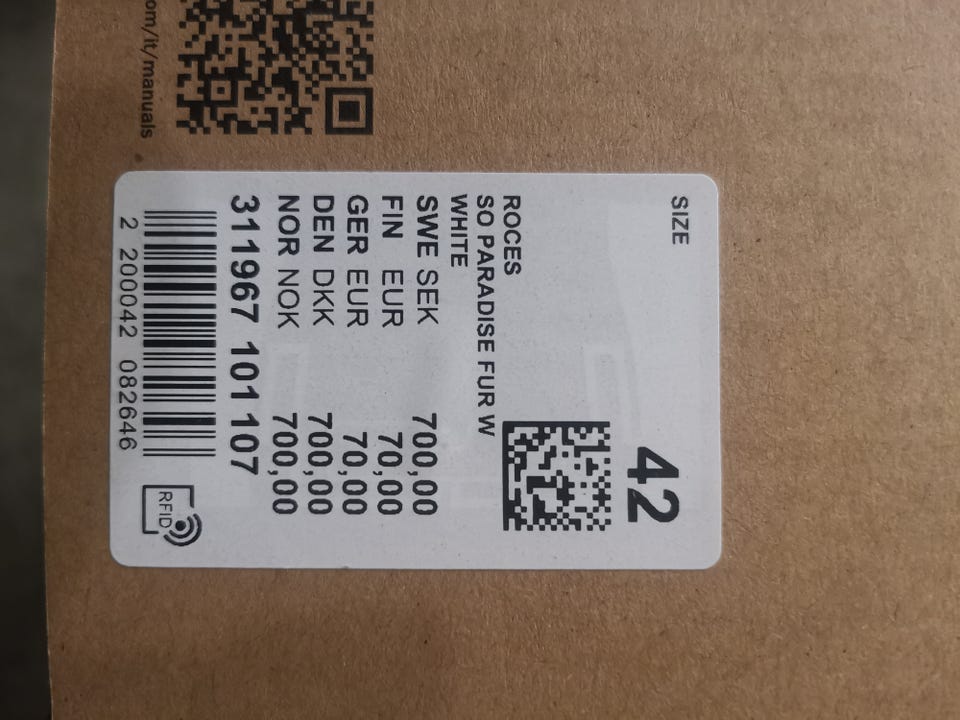 om/it/manuals
SIZE 42
ROCES
SO PARADISE FUR W
WHITE
SWE SEK 700,00
FIN EUR 70,00
GER EUR 70,00
DEN DKK 700,00
NOR NOK 700,00
311967 101 107
2 200042 082646
RFID